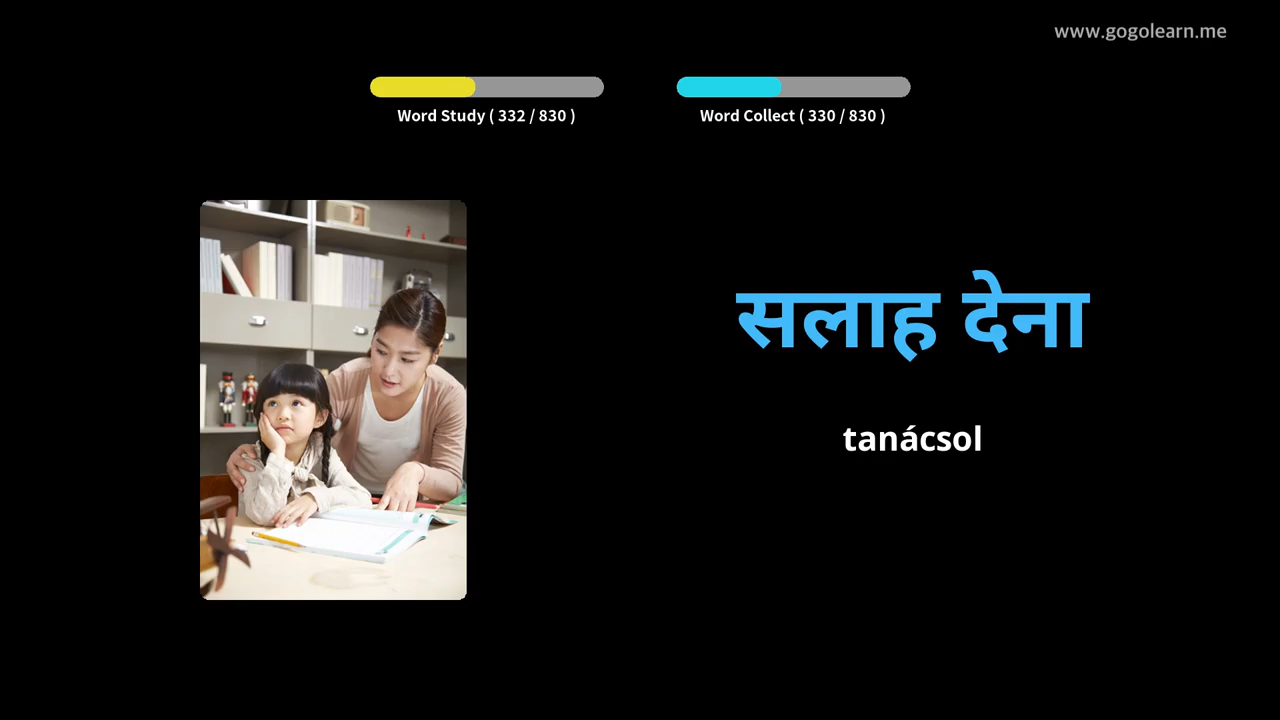 www.gogolearn.me
Word Study ( 332 / 830 )
Word Collect ( 330 / 830 )
सलाह देना
tanácsol